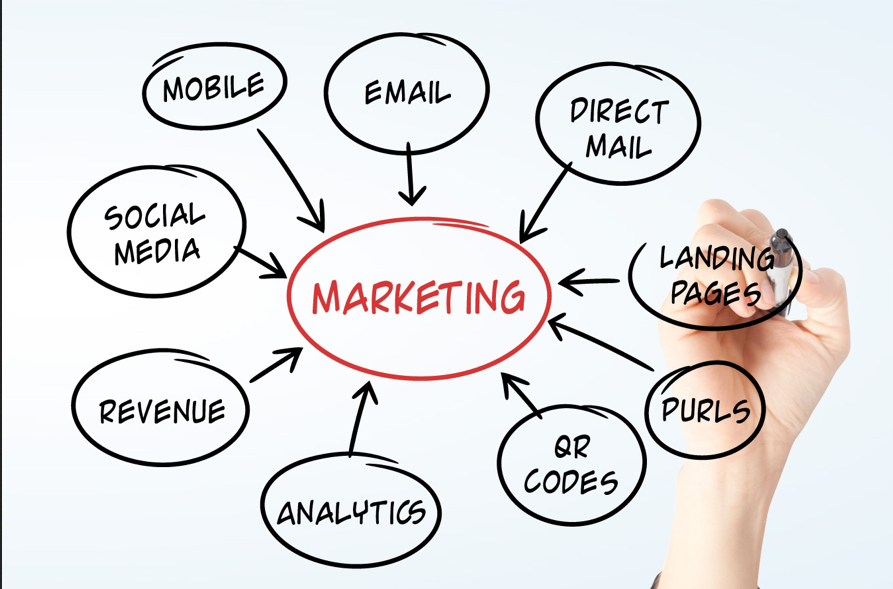 MOBILE
EMAIL
DIRECT
MAIL
SOCIAL
MEDIA
MARKETING
LANDING
PAGES
REVENUE
PURLS
QR
CODES
ANALYTICS